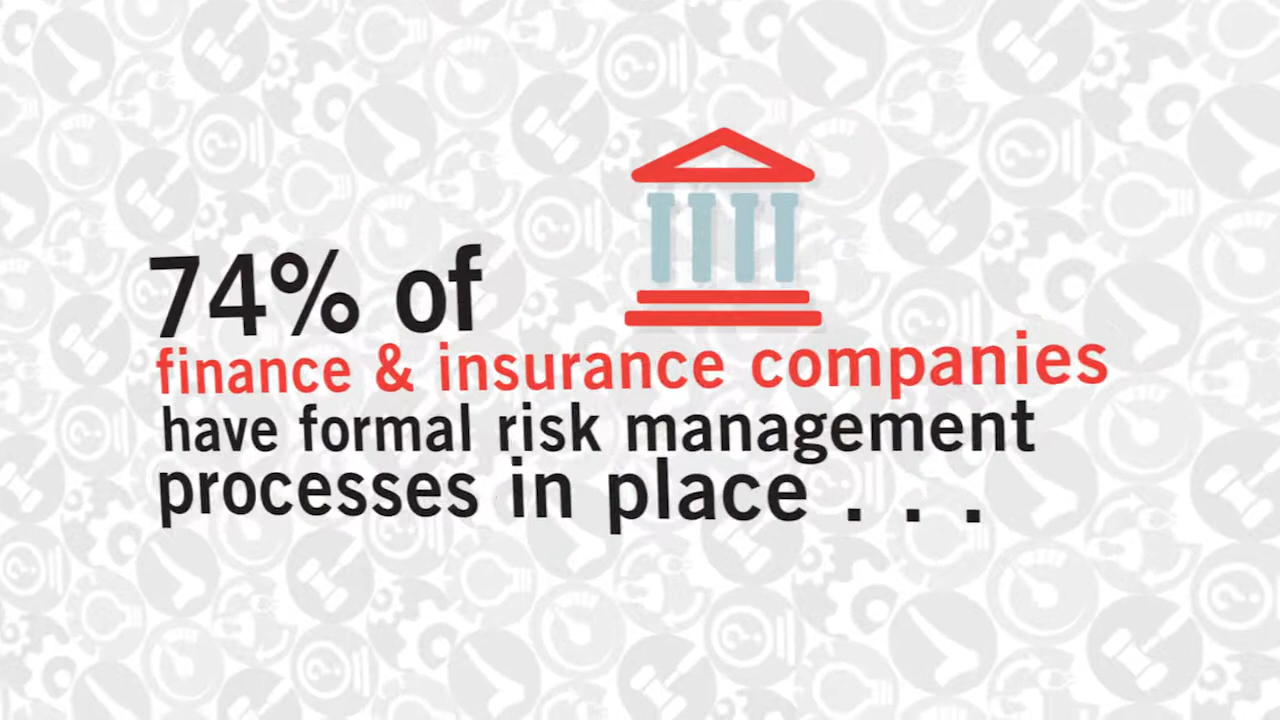 74% of
finance & insurance companies
have formal risk management
processes in place . . .